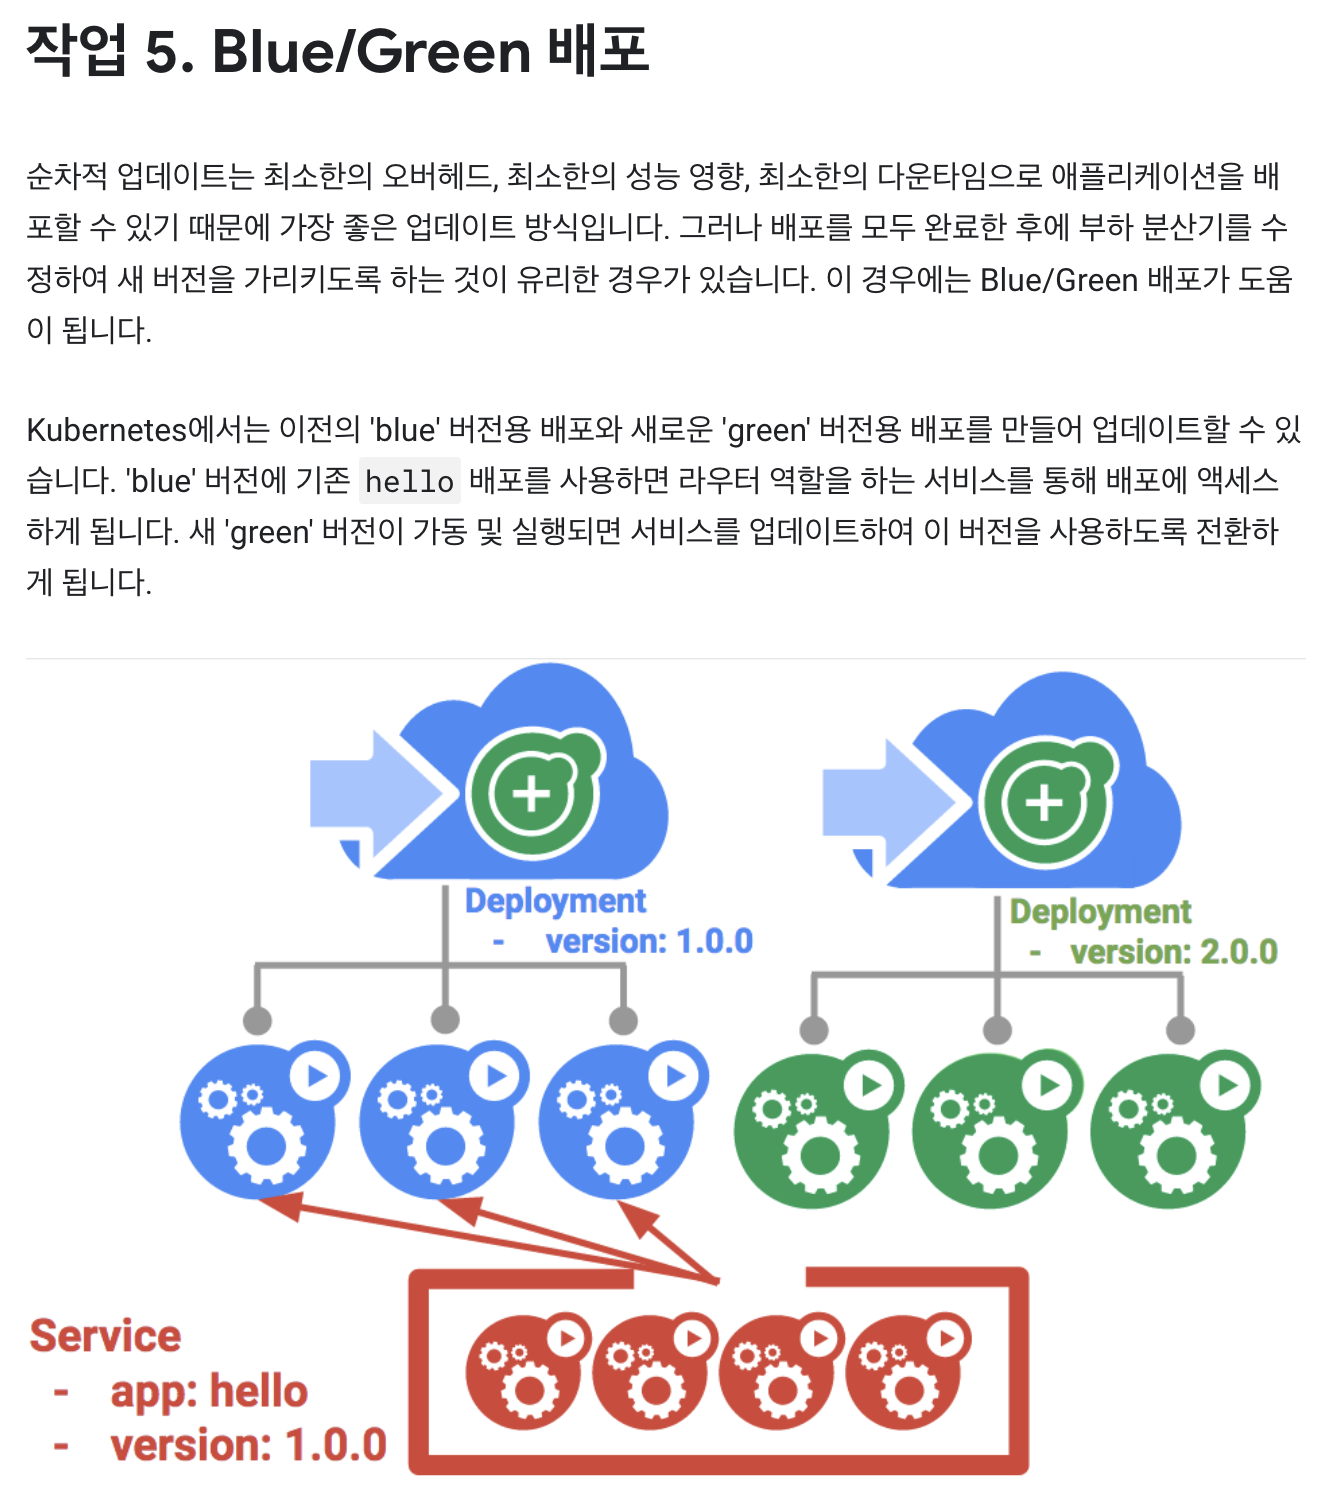 작업 5. Blue/Green 배포
순차적 업데이트는 최소한의 오버헤드, 최소한의 성능 영향, 최소한의 다운타임으로 애플리케이션을 배
포할 수 있기 때문에 가장 좋은 업데이트 방식입니다. 그러나 배포를 모두 완료한 후에 부하 분산기를 수
정하여 새 버전을 가리키도록 하는 것이 유리한 경우가 있습니다. 이 경우에는 Blue/Green 배포가 도움
이 됩니다.
Kubernetes에서는 이전의 'blue' 버전용 배포와 새로운 'green' 버전용 배포를 만들어 업데이트할 수 있
습니다. 'blue' 버전에 기존 hello 배포를 사용하면 라우터 역할을 하는 서비스를 통해 배포에 액세스
하게 됩니다. 새 'green' 버전이 가동 및 실행되면 서비스를 업데이트하여 이 버전을 사용하도록 전환하
게 됩니다.
Deployment
- version: 1.0.0
Deployment
- version: 2.0.0
Service
- app: hello
- version: 1.0.0